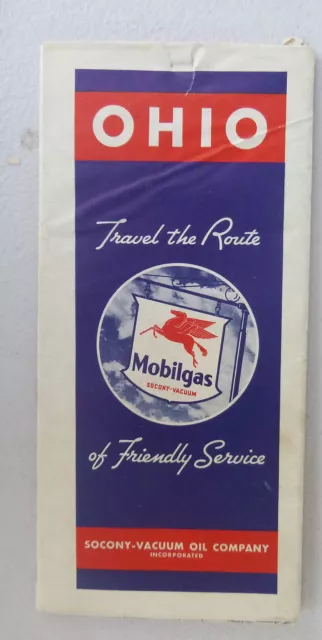 OHIO
Travel the Route
Mobilgas
SOCONY-VACUUM
of Friendly Service
SOCONY-VACUUM OIL COMPANY
INCORPORATED